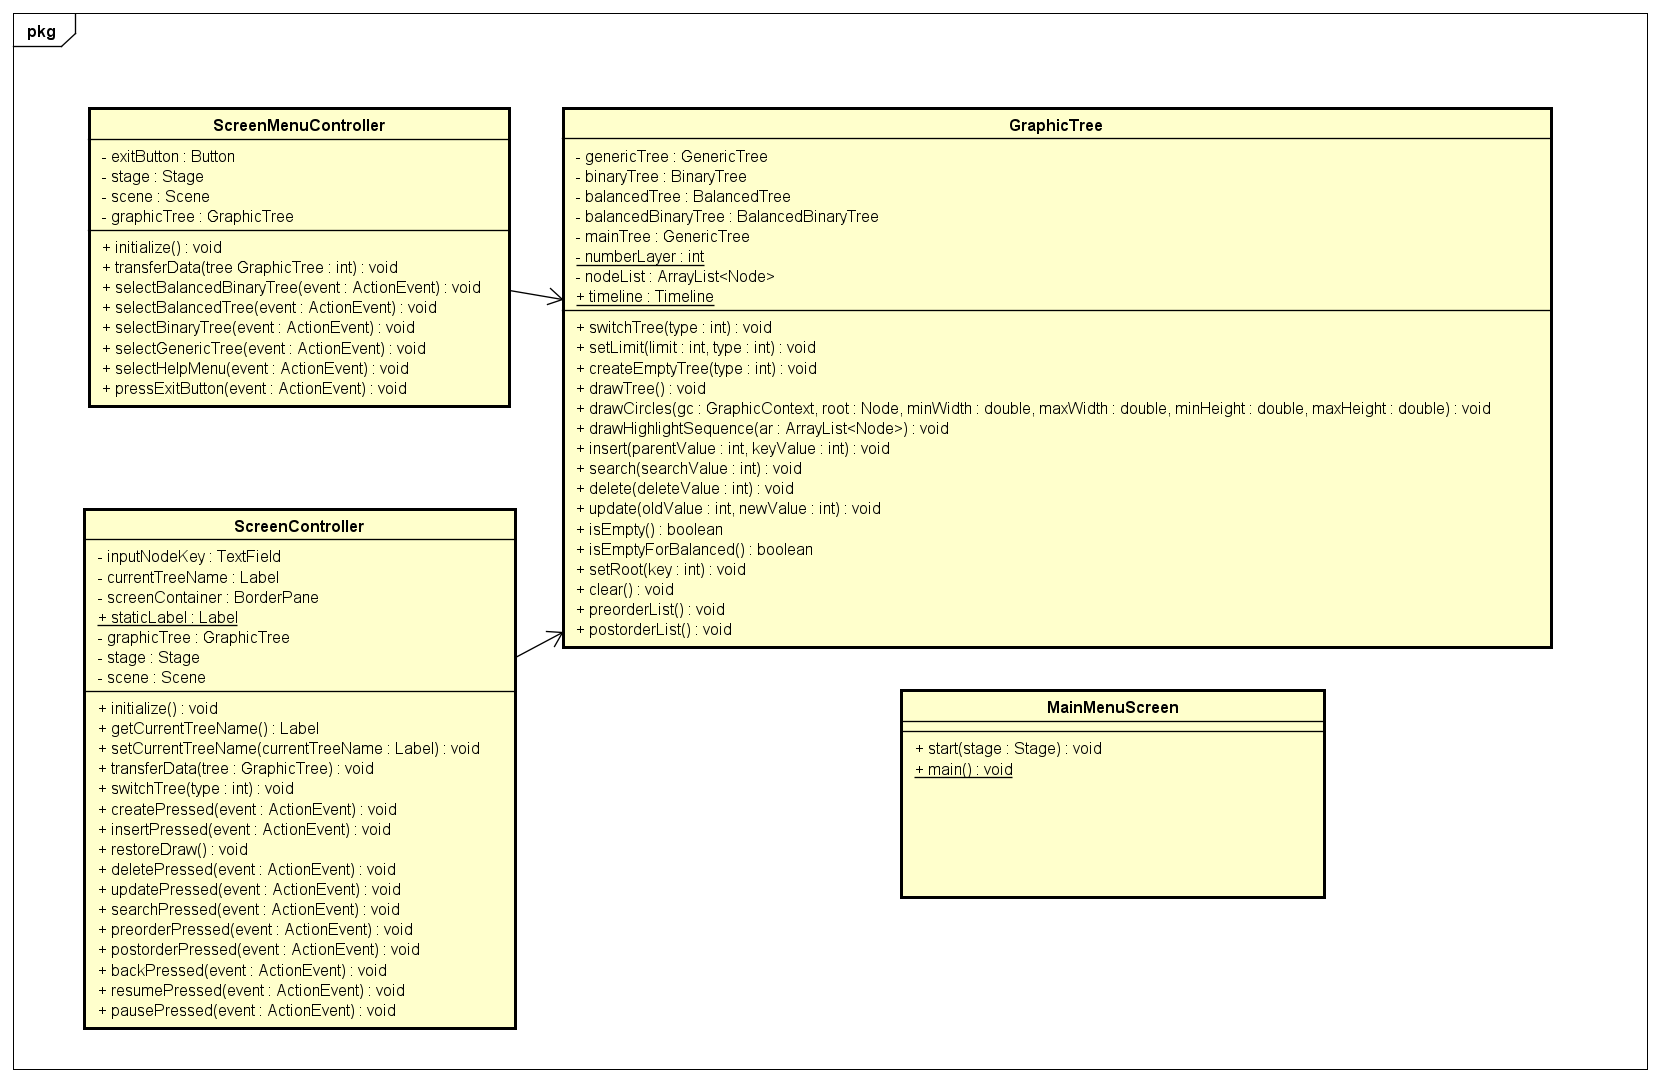 pkg
ScreenMenuController
- exitButton : Button
- stage : Stage
- scene : Scene
- graphicTree : GraphicTree
+ initialize() : void
+ transferData(tree GraphicTree : int) : void
+ selectBalancedBinaryTree(event : ActionEvent) : void
+ selectBalancedTree(event : ActionEvent) : void
+ selectBinaryTree(event : ActionEvent) : void
+ selectGenericTree(event : ActionEvent) : void
+ selectHelpMenu(event : ActionEvent) : void
+ pressExitButton(event : ActionEvent) : void
GraphicTree
- genericTree : GenericTree
- binaryTree : BinaryTree
- balancedTree : BalancedTree
- balancedBinaryTree : BalancedBinaryTree
- mainTree : GenericTree
- numberLayer : int
- nodeList : ArrayList<Node>
+ timeline : Timeline
+ switchTree(type : int) : void
+ setLimit(limit : int, type : int) : void
+ createEmptyTree(type : int) : void
+ drawTree() : void
+ drawCircles(gc : GraphicContext, root : Node, minWidth : double, maxWidth : double, minHeight : double, maxHeight : double) : void
+ drawHighlightSequence(ar : ArrayList<Node>) : void
+ insert(parentValue : int, keyValue : int) : void
+ search(searchValue : int) : void
+ delete(deleteValue : int) : void
+ update(oldValue : int, newValue : int) : void
+ isEmpty() : boolean
+ isEmptyForBalanced() : boolean
+ setRoot(key : int) : void
+ clear() : void
+ preorderList() : void
+ postorderList() : void
ScreenController
- inputNodeKey : TextField
- currentTreeName : Label
- screenContainer : BorderPane
+ staticLabel : Label
- graphicTree : GraphicTree
- stage : Stage
- scene : Scene
+ initialize() : void
+ getCurrentTreeName() : Label
+ setCurrentTreeName(currentTreeName : Label) : void
+ transferData(tree : GraphicTree) : void
+ switchTree(type : int) : void
+ createPressed(event : ActionEvent) : void
+ insertPressed(event : ActionEvent) : void
+ restoreDraw() : void
+ deletePressed(event : ActionEvent) : void
+ updatePressed(event : ActionEvent) : void
+ searchPressed(event : ActionEvent) : void
+ preorderPressed(event : ActionEvent) : void
+ postorderPressed(event : ActionEvent) : void
+ backPressed(event : ActionEvent) : void
+ resumePressed(event : ActionEvent) : void
+ pausePressed(event : ActionEvent) : void
MainMenuScreen
+ start(stage : Stage) : void
+ main() : void